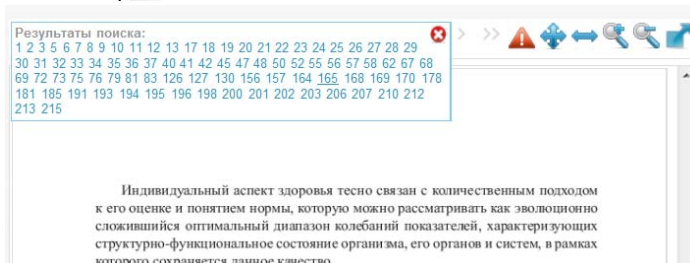 Результаты поиска:
1 2 3 5 6 7 8 9 10 11 12 13 17 18 19 20 21 22 23 24 25 26 27 28 29
30 31 32 33 34 35 36 37 40 41 42 45 47 48 50 52 55 56 57 58 62 67 68
69 72 73 75 76 79 81 83 126 127 130 156 157 164 165 168 169 170 178
181 185 191 193 194 195 196 198 200 201 202 203 206 207 210 212
213 215
Индивидуальный аспект здоровья тесно связан с количественным подходом
к его оценке и понятием нормы, которую можно рассматривать как эволюционно
сложившийся оптимальный диапазон колебаний показателей, характеризующих
структурно-функциональное состояние организма, его органов и систем, в рамках
которого сохраняется данное качество.